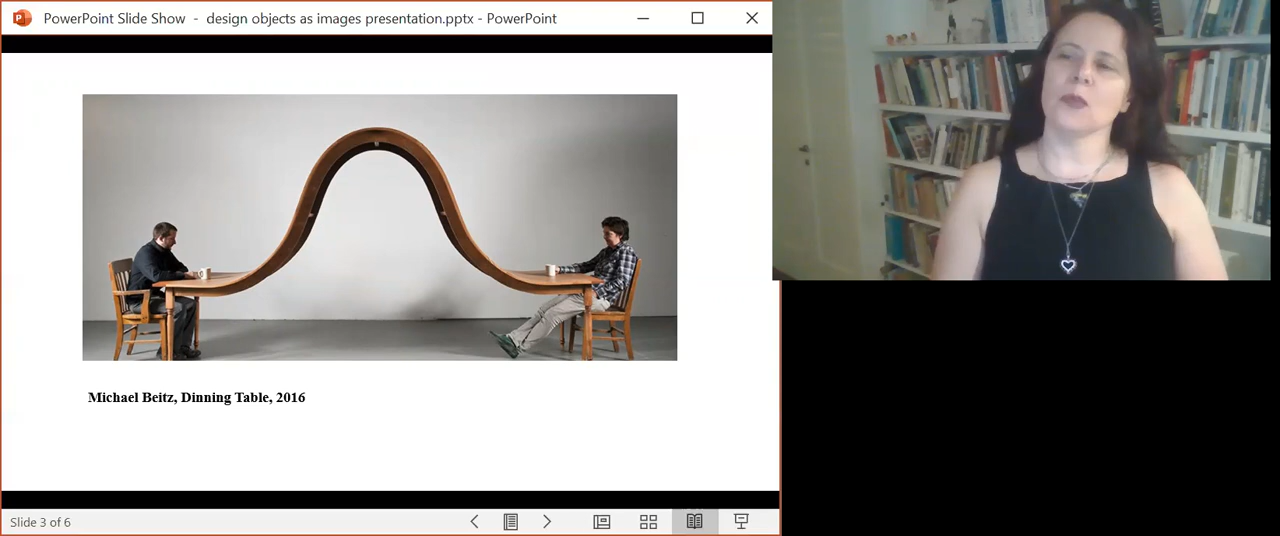 PowerPoint Slide Show - design objects as images presentation.pptx - PowerPoint
Michael Beitz, Dinning Table, 2016
Slide 3 of 6